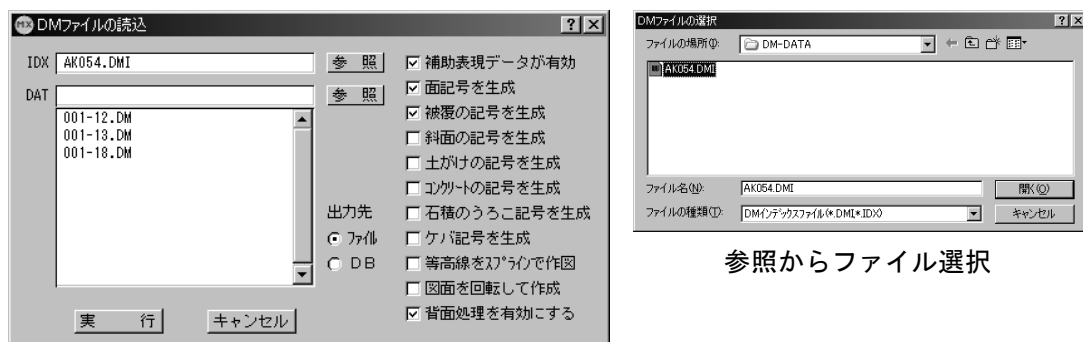 DMファイルの読込
IDX AK054.DMI 参 照
DAT 参 照
001-12.DM
001-13.DM
001-18.DM
出力先
ファイル
DB
実 行 キャンセル
補助表現データが有効
面記号を生成
被覆の記号を生成
斜面の記号を生成
土がけの記号を生成
コンクリートの記号を生成
石積のうろこ記号を生成
ケバ記号を生成
等高線をスプラインで作図
図面を回転して作成
背面処理を有効にする
DMファイルの選択
ファイルの場所(I): DM-DATA
AK054.DMI
ファイル名(N): AK054.DMI 開く(O)
ファイルの種類(T): DMインデックスファイル(*.DMI,*.IDX) キャンセル
参照からファイル選択